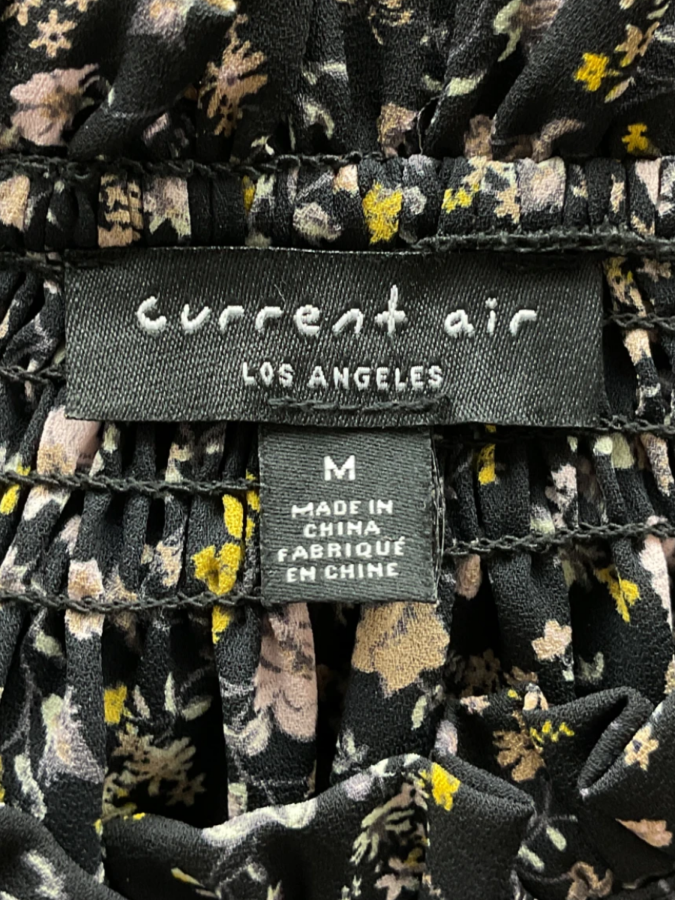 current air
LOS ANGELES
M
MADE IN
CHINA
FABRIQUÉ
EN CHINE